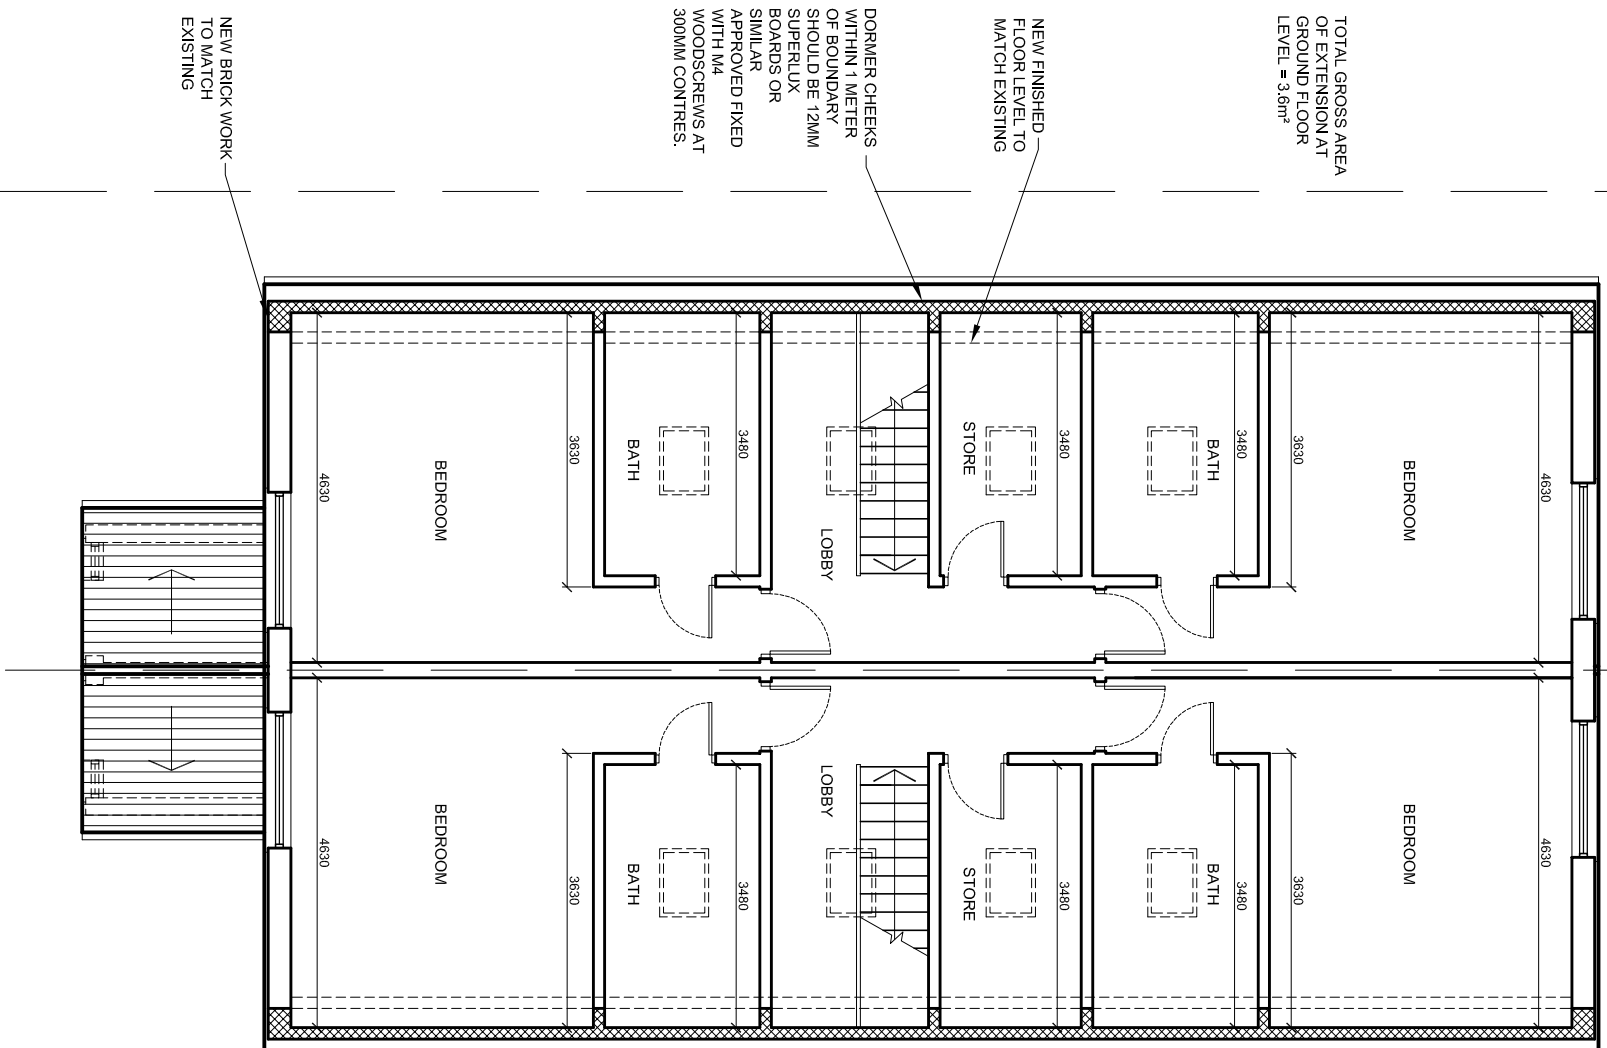 TOTAL GROSS AREA
OF EXTENSION AT
GROUND FLOOR
LEVEL = 3.6m²
NEW FINISHED
FLOOR LEVEL TO
MATCH EXISTING
DORMER CHEEKS
WITHIN 1 METER
OF BOUNDARY
SHOULD BE 12MM
SUPERLUX
BOARDS OR
SIMILAR
APPROVED FIXED
WITH M4
WOODSCREWS AT
300MM CONTRES.
NEW BRICK WORK
TO MATCH
EXISTING
4630
BEDROOM
3630
3480
BATH
3480
STORE
LOBBY
3480
BATH
3630
BEDROOM
4630
4630
BEDROOM
3630
3480
BATH
3480
STORE
LOBBY
3480
BATH
3630
BEDROOM
4630